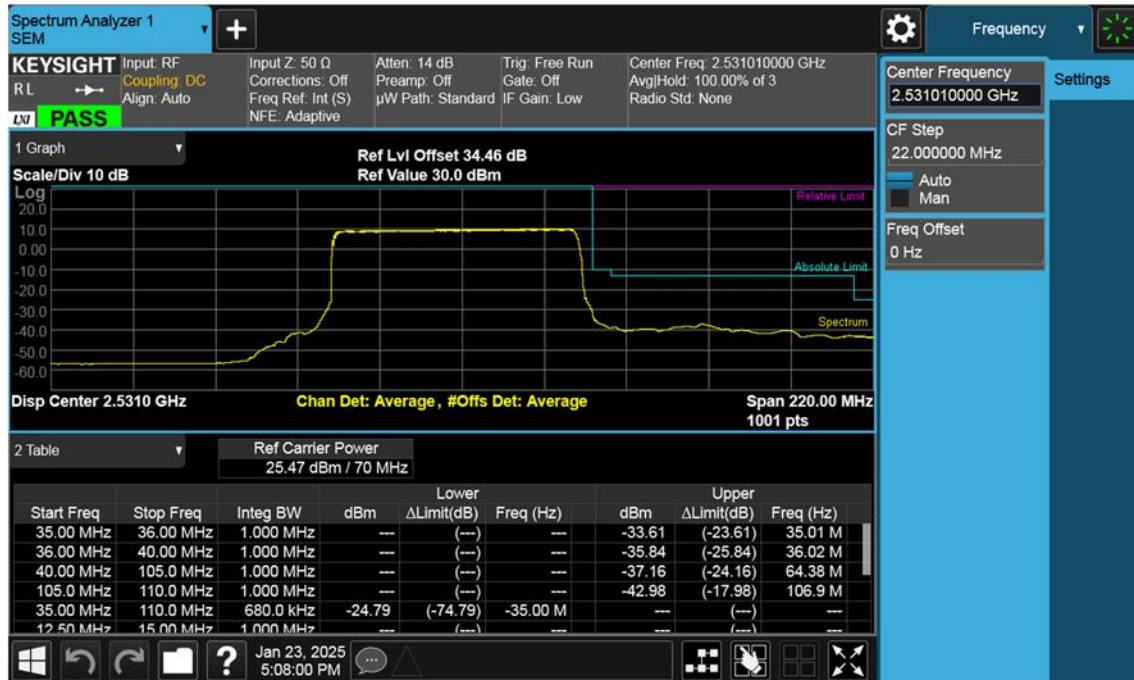 Spectrum Analyzer 1
SEM
Frequency
KEYSIGHT
R L
LXI PASS
Input: RF
Coupling: DC
Align: Auto
Input Z: 50 Ω
Corrections: Off
Freq Ref: Int (S)
NFE: Adaptive
Atten: 14 dB
Preamp: Off
µW Path: Standard
Trig: Free Run
Gate: Off
IF Gain: Low
Center Freq: 2.531010000 GHz
Avg|Hold: 100.00% of 3
Radio Std: None
Center Frequency
2.531010000 GHz
Settings
CF Step
22.000000 MHz
Auto
Man
Freq Offset
0 Hz
1 Graph
Ref Lvl Offset 34.46 dB
Scale/Div 10 dB
Ref Value 30.0 dBm
Log
20.0
10.0
0.00
-10.0
-20.0
-30.0
-40.0
-50.0
-60.0
Relative Limit
Absolute Limit
Spectrum
Disp Center 2.5310 GHz
Chan Det: Average, #Offs Det: Average
Span 220.00 MHz
1001 pts
2 Table
Ref Carrier Power
25.47 dBm / 70 MHz
Lower Upper
Start Freq Stop Freq Integ BW dBm ΔLimit(dB) Freq (Hz) dBm ΔLimit(dB) Freq (Hz)
35.00 MHz 36.00 MHz 1.000 MHz --- (---) --- -33.61 (-23.61) 35.01 M
36.00 MHz 40.00 MHz 1.000 MHz --- (---) --- -35.84 (-25.84) 36.02 M
40.00 MHz 105.0 MHz 1.000 MHz --- (---) --- -37.16 (-24.16) 64.38 M
105.0 MHz 110.0 MHz 1.000 MHz --- (---) --- -42.98 (-17.98) 106.9 M
35.00 MHz 110.0 MHz 680.0 kHz -24.79 (-74.79) -35.00 M --- (---) ---
12.50 MHz 15.00 MHz 1.000 MHz --- (---) --- --- (---) ---
?
Jan 23, 2025
5:08:00 PM